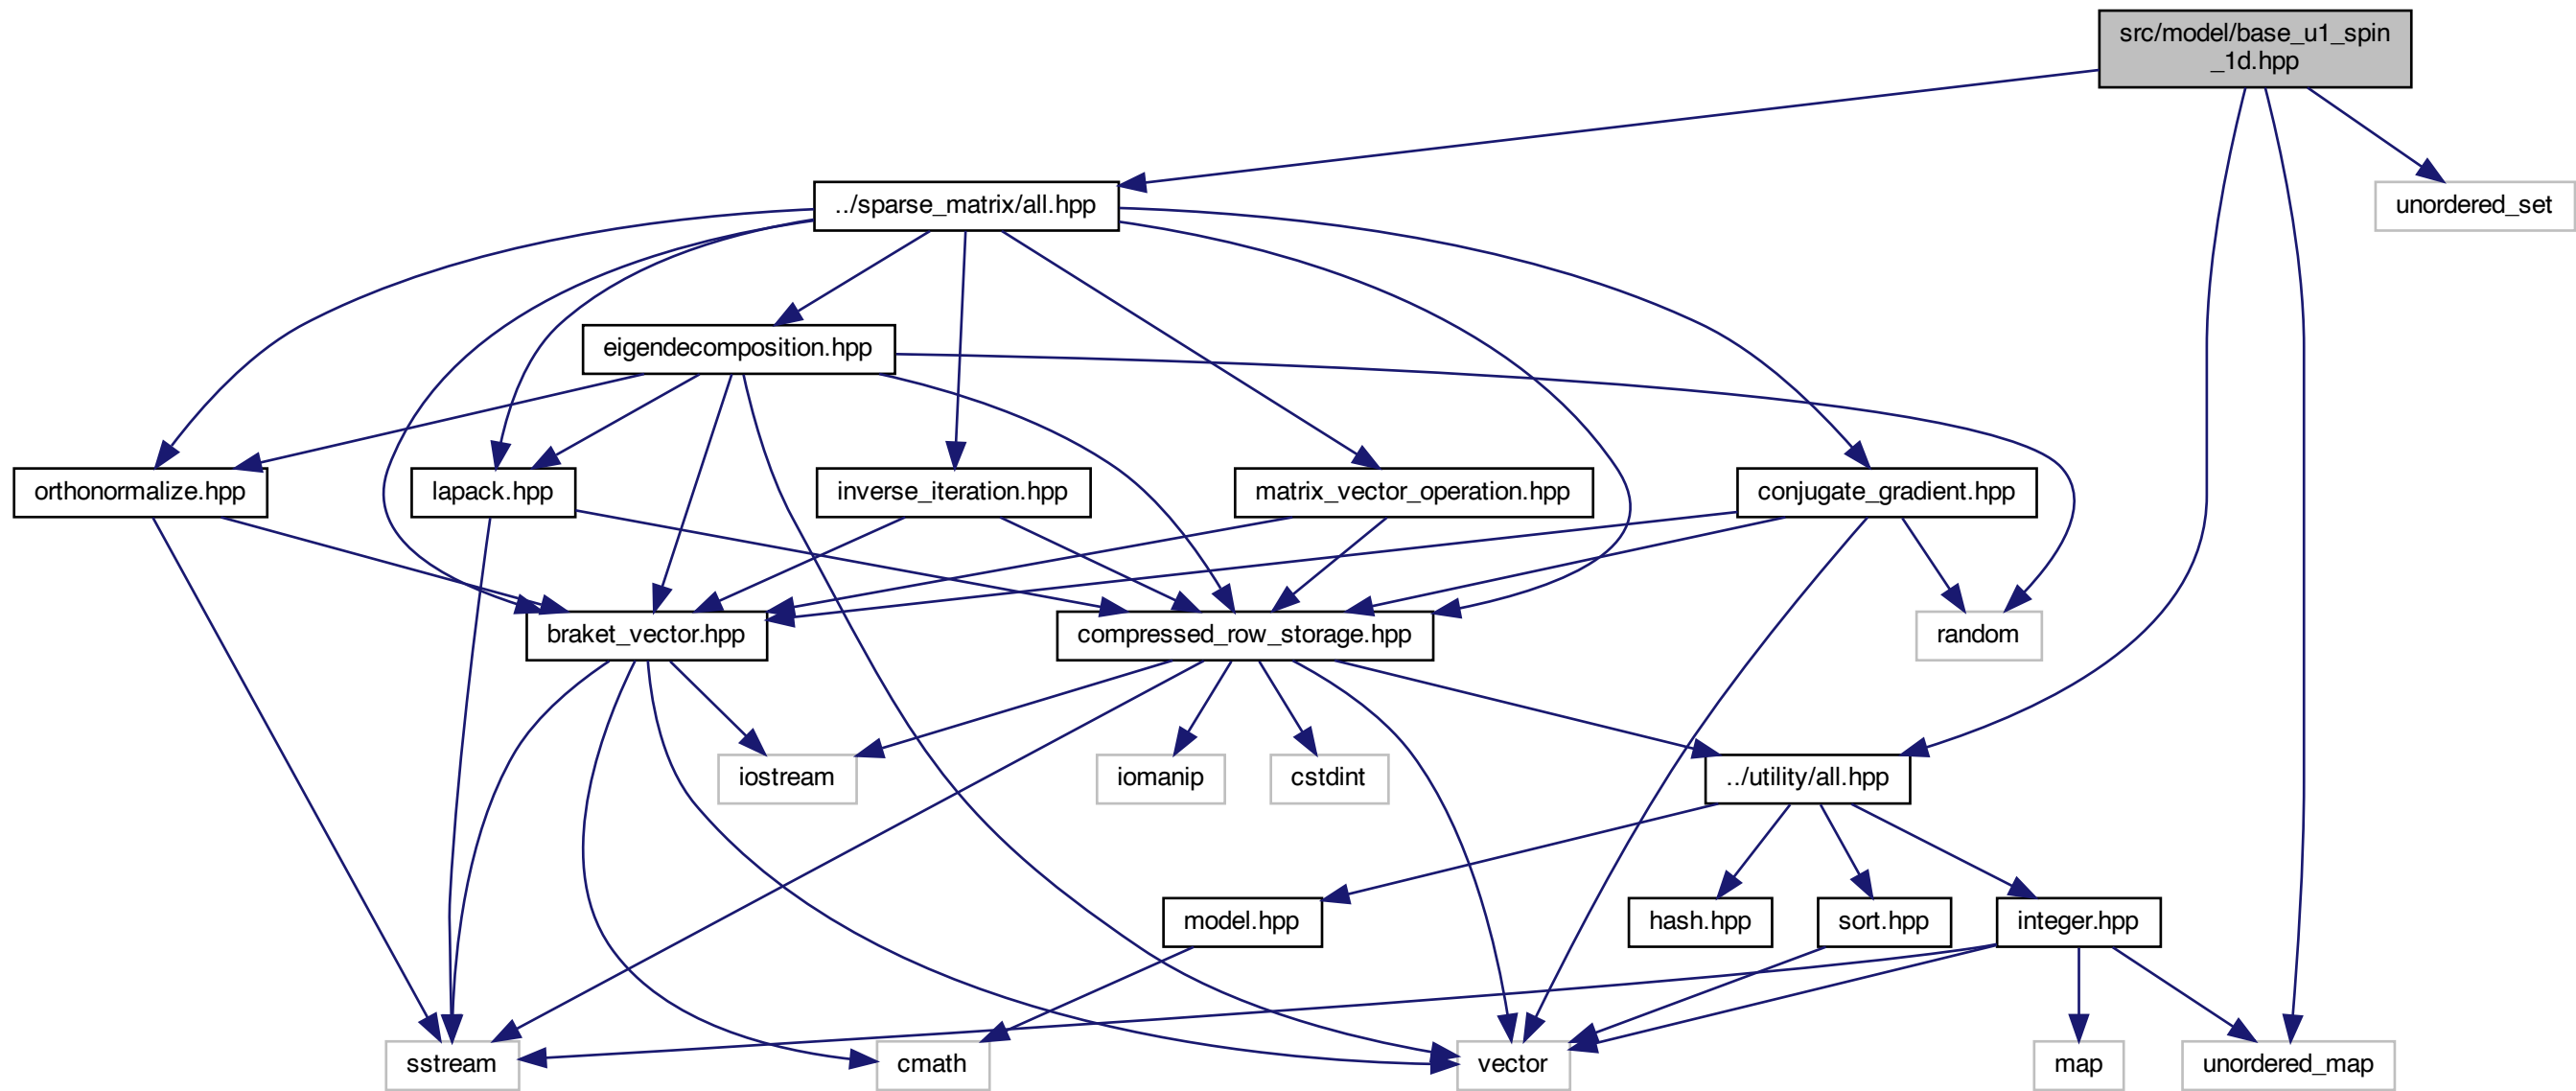 src/model/base_u1_spin
_1d.hpp
../sparse_matrix/all.hpp
unordered_set
eigendecomposition.hpp
orthonormalize.hpp
lapack.hpp
inverse_iteration.hpp
matrix_vector_operation.hpp
conjugate_gradient.hpp
braket_vector.hpp
compressed_row_storage.hpp
random
iostream
iomanip
cstdint
../utility/all.hpp
model.hpp
hash.hpp
sort.hpp
integer.hpp
sstream
cmath
vector
map
unordered_map